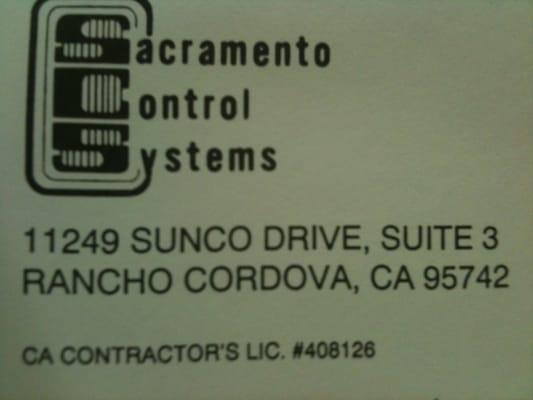 Sacramento
Control
Systems
11249 SUNCO DRIVE, SUITE 3
RANCHO CORDOVA, CA 95742
CA CONTRACTOR'S LIC. #408126